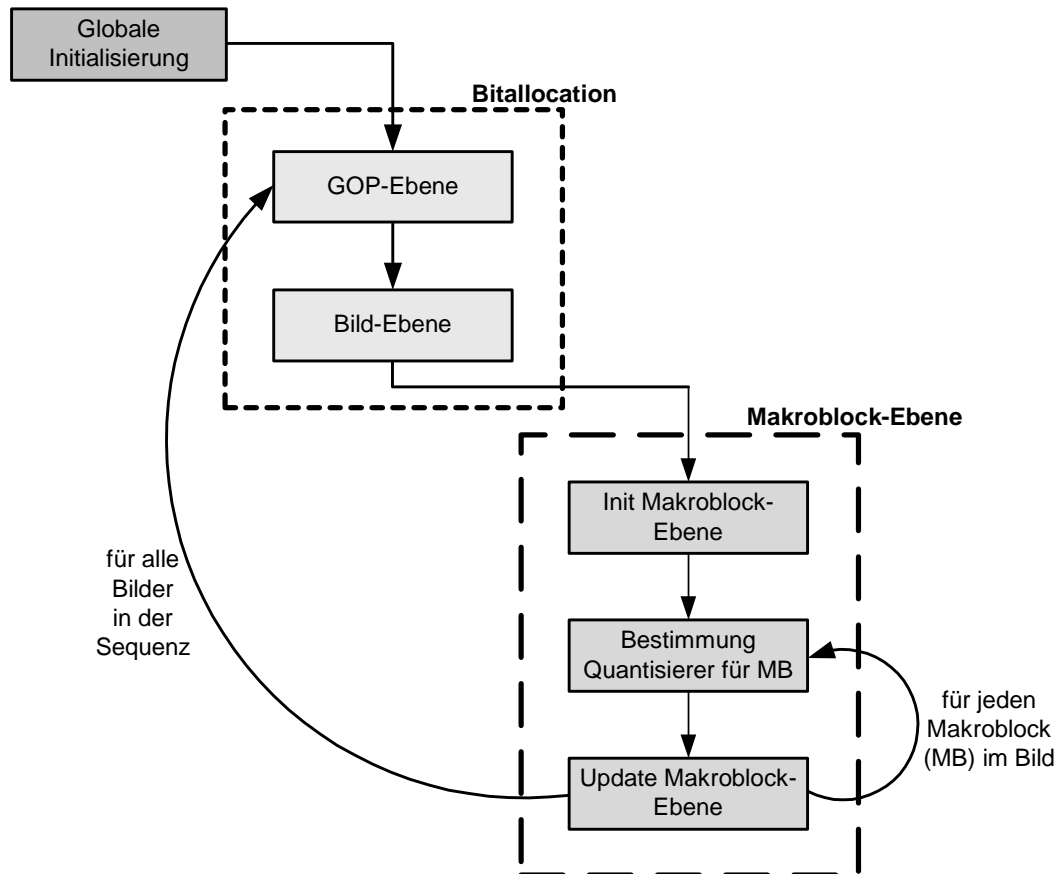 Globale
Initialisierung
Bitallocation
GOP-Ebene
Bild-Ebene
Makroblock-Ebene
Init Makroblock-
Ebene
für alle
Bilder
in der
Sequenz
Bestimmung
Quantisierer für MB
für jeden
Makroblock
(MB) im Bild
Update Makroblock-
Ebene